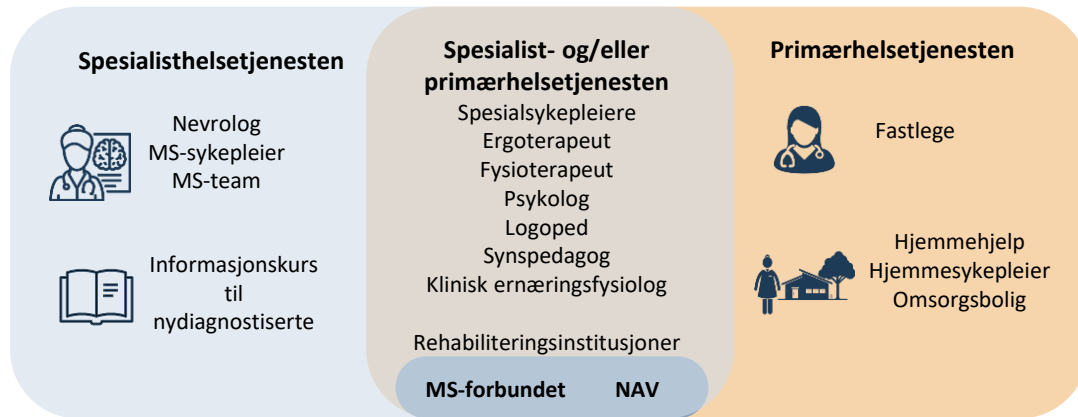 Spesialisthelsetjenesten
Nevrolog
MS-sykepleier
MS-team
Informasjonskurs
til
nydiagnostiserte
Spesialist- og/eller
primærhelsetjenesten
Spesialsykepleiere
Ergoterapeut
Fysioterapeut
Psykolog
Logoped
Synspedagog
Klinisk ernæringsfysiolog
Rehabiliteringsinstitusjoner
MS-forbundet NAV
Primærhelsetjenesten
Fastlege
Hjemmehjelp
Hjemmesykepleier
Omsorgsbolig